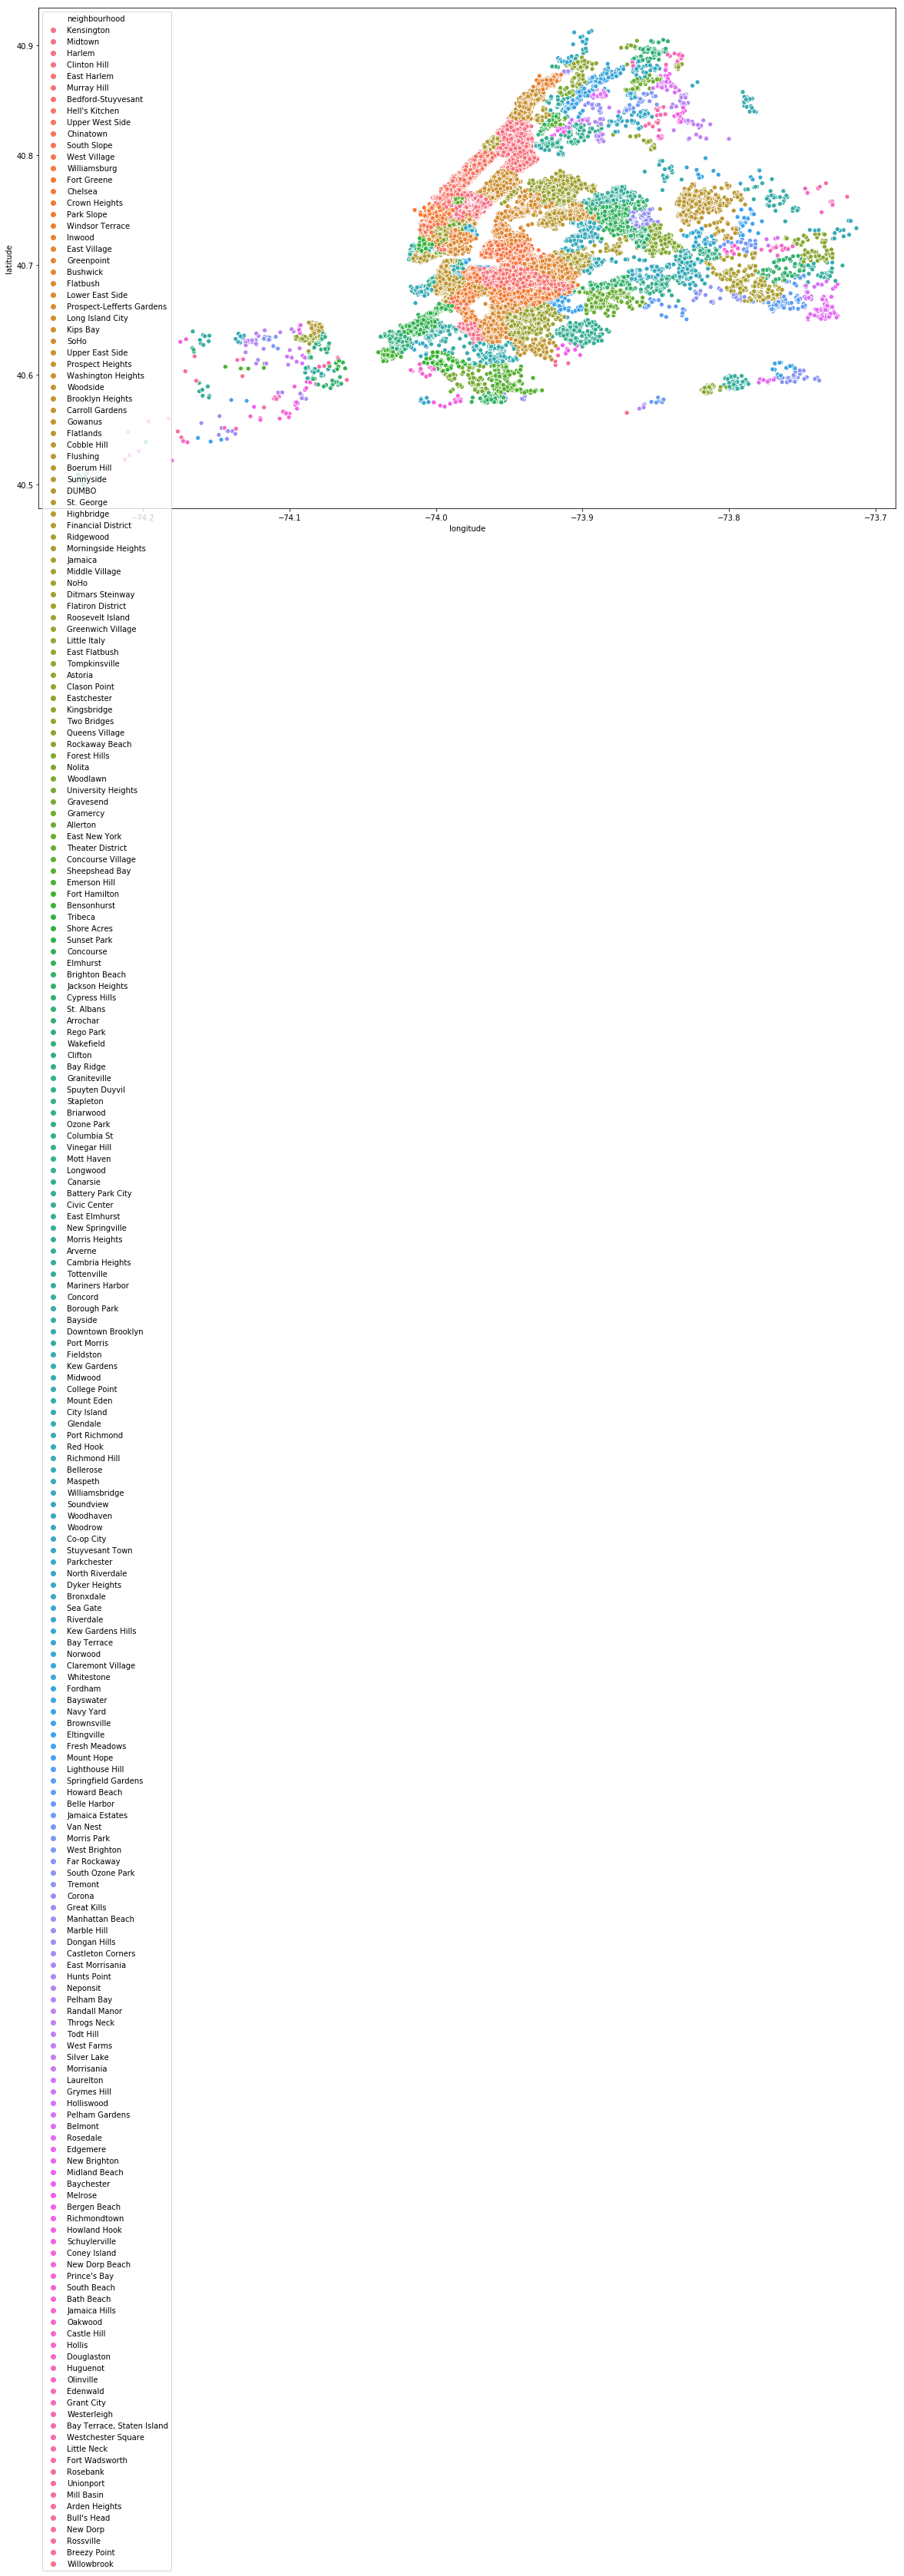 neighbourhood
Kensington
Midtown
Harlem
Clinton Hill
East Harlem
Murray Hill
Bedford-Stuyvesant
Hell's Kitchen
Upper West Side
Chinatown
South Slope
West Village
Williamsburg
Fort Greene
Chelsea
Crown Heights
Park Slope
Windsor Terrace
Inwood
East Village
Greenpoint
Bushwick
Flatbush
Lower East Side
Prospect-Lefferts Gardens
Long Island City
Kips Bay
SoHo
Upper East Side
Prospect Heights
Washington Heights
Woodside
Brooklyn Heights
Carroll Gardens
Gowanus
Flatlands
Cobble Hill
Flushing
Boerum Hill
Sunnyside
DUMBO
St. George
Highbridge
Financial District
Ridgewood
Morningside Heights
Jamaica
Middle Village
NoHo
Ditmars Steinway
Flatiron District
Roosevelt Island
Greenwich Village
Little Italy
East Flatbush
Tompkinsville
Astoria
Clason Point
Eastchester
Kingsbridge
Two Bridges
Queens Village
Rockaway Beach
Forest Hills
Nolita
Woodlawn
University Heights
Gravesend
Gramercy
Allerton
East New York
Theater District
Concourse Village
Sheepshead Bay
Emerson Hill
Fort Hamilton
Bensonhurst
Tribeca
Shore Acres
Sunset Park
Concourse
Elmhurst
Brighton Beach
Jackson Heights
Cypress Hills
St. Albans
Arrochar
Rego Park
Wakefield
Clifton
Bay Ridge
Graniteville
Spuyten Duyvil
Stapleton
Briarwood
Ozone Park
Columbia St
Vinegar Hill
Mott Haven
Longwood
Canarsie
Battery Park City
Civic Center
East Elmhurst
New Springville
Morris Heights
Arverne
Cambria Heights
Tottenville
Mariners Harbor
Concord
Borough Park
Bayside
Downtown Brooklyn
Port Morris
Fieldston
Kew Gardens
Midwood
College Point
Mount Eden
City Island
Glendale
Port Richmond
Red Hook
Richmond Hill
Bellerose
Maspeth
Williamsbridge
Soundview
Woodhaven
Woodrow
Co-op City
Stuyvesant Town
Parkchester
North Riverdale
Dyker Heights
Bronxdale
Sea Gate
Riverdale
Kew Gardens Hills
Bay Terrace
Norwood
Claremont Village
Whitestone
Fordham
Bayswater
Navy Yard
Brownsville
Eltingville
Fresh Meadows
Mount Hope
Lighthouse Hill
Springfield Gardens
Howard Beach
Belle Harbor
Jamaica Estates
Van Nest
Morris Park
West Brighton
Far Rockaway
South Ozone Park
Tremont
Corona
Great Kills
Manhattan Beach
Marble Hill
Dongan Hills
Castleton Corners
East Morrisania
Hunts Point
Neponsit
Pelham Bay
Randall Manor
Throgs Neck
Todt Hill
West Farms
Silver Lake
Morrisania
Laurelton
Grymes Hill
Holliswood
Pelham Gardens
Belmont
Rosedale
Edgemere
New Brighton
Midland Beach
Baychester
Melrose
Bergen Beach
Richmondtown
Howland Hook
Schuylerville
Coney Island
New Dorp Beach
Prince's Bay
South Beach
Bath Beach
Jamaica Hills
Oakwood
Castle Hill
Hollis
Douglaston
Huguenot
Olinville
Edenwald
Grant City
Westerleigh
Bay Terrace, Staten Island
Westchester Square
Little Neck
Fort Wadsworth
Rosebank
Unionport
Mill Basin
Arden Heights
Bull's Head
New Dorp
Rossville
Breezy Point
Willowbrook
40.9
40.8
40.7
40.6
40.5
latitude
−74.2
−74.1
−74.0
−73.9
−73.8
−73.7
longitude